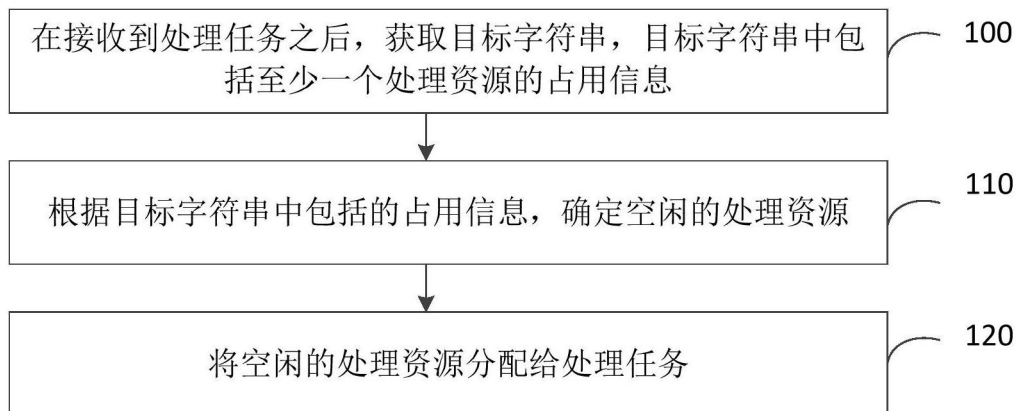 在接收到处理任务之后，获取目标字符串，目标字符串中包
括至少一个处理资源的占用信息
100
根据目标字符串中包括的占用信息，确定空闲的处理资源
110
将空闲的处理资源分配给处理任务
120